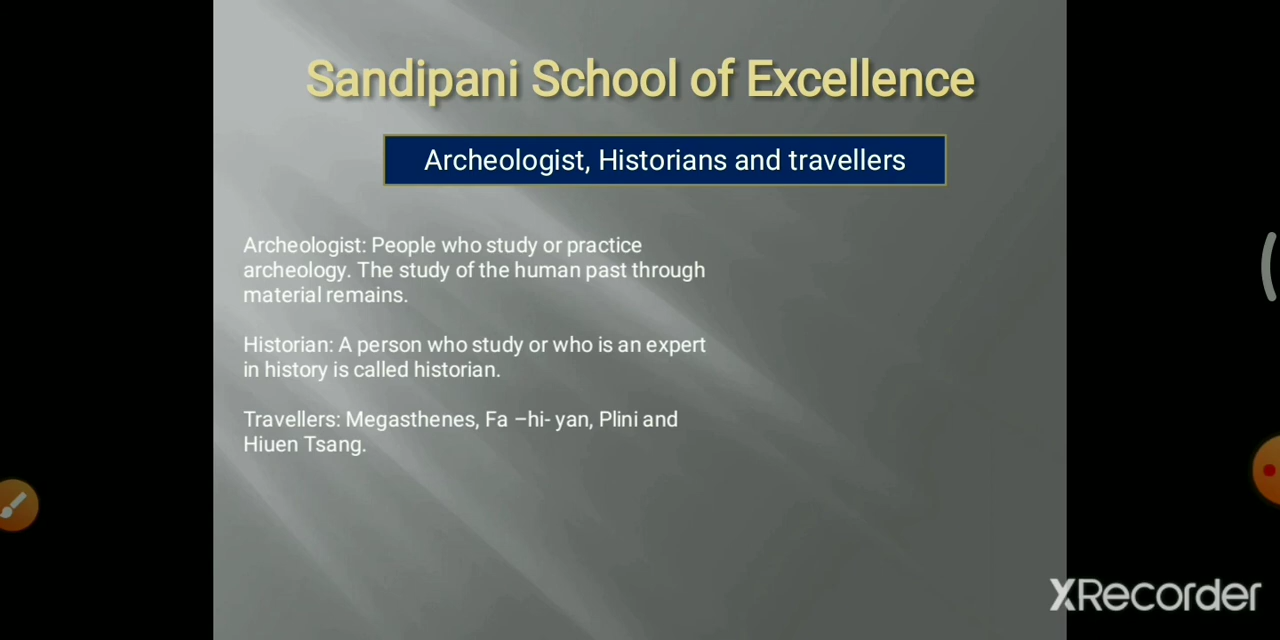 Sandipani School of Excellence
Archeologist, Historians and travellers
Archeologist: People who study or practice
archeology. The study of the human past through
material remains.
Historian: A person who study or who is an expert
in history is called historian.
Travellers: Megasthenes, Fa –hi- yan, Plini and
Hiuen Tsang.
XRecorder